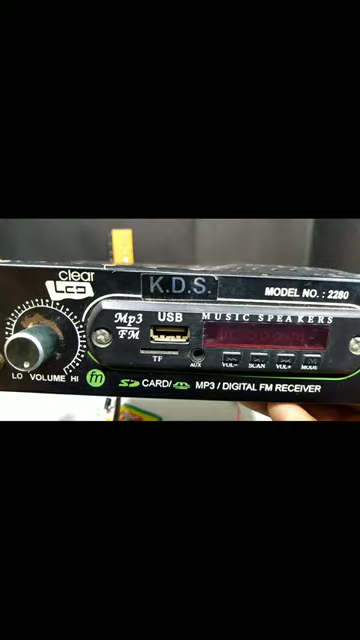 clear
LCD
K.D.S.
MODEL NO. : 2280
Mp3
FM
USB
MUSIC SPEAKERS
TF
AUX
VOL-
SCAN
VOL+
MODE
LO VOLUME HI
fm
SD CARD/ MP3 / DIGITAL FM RECEIVER